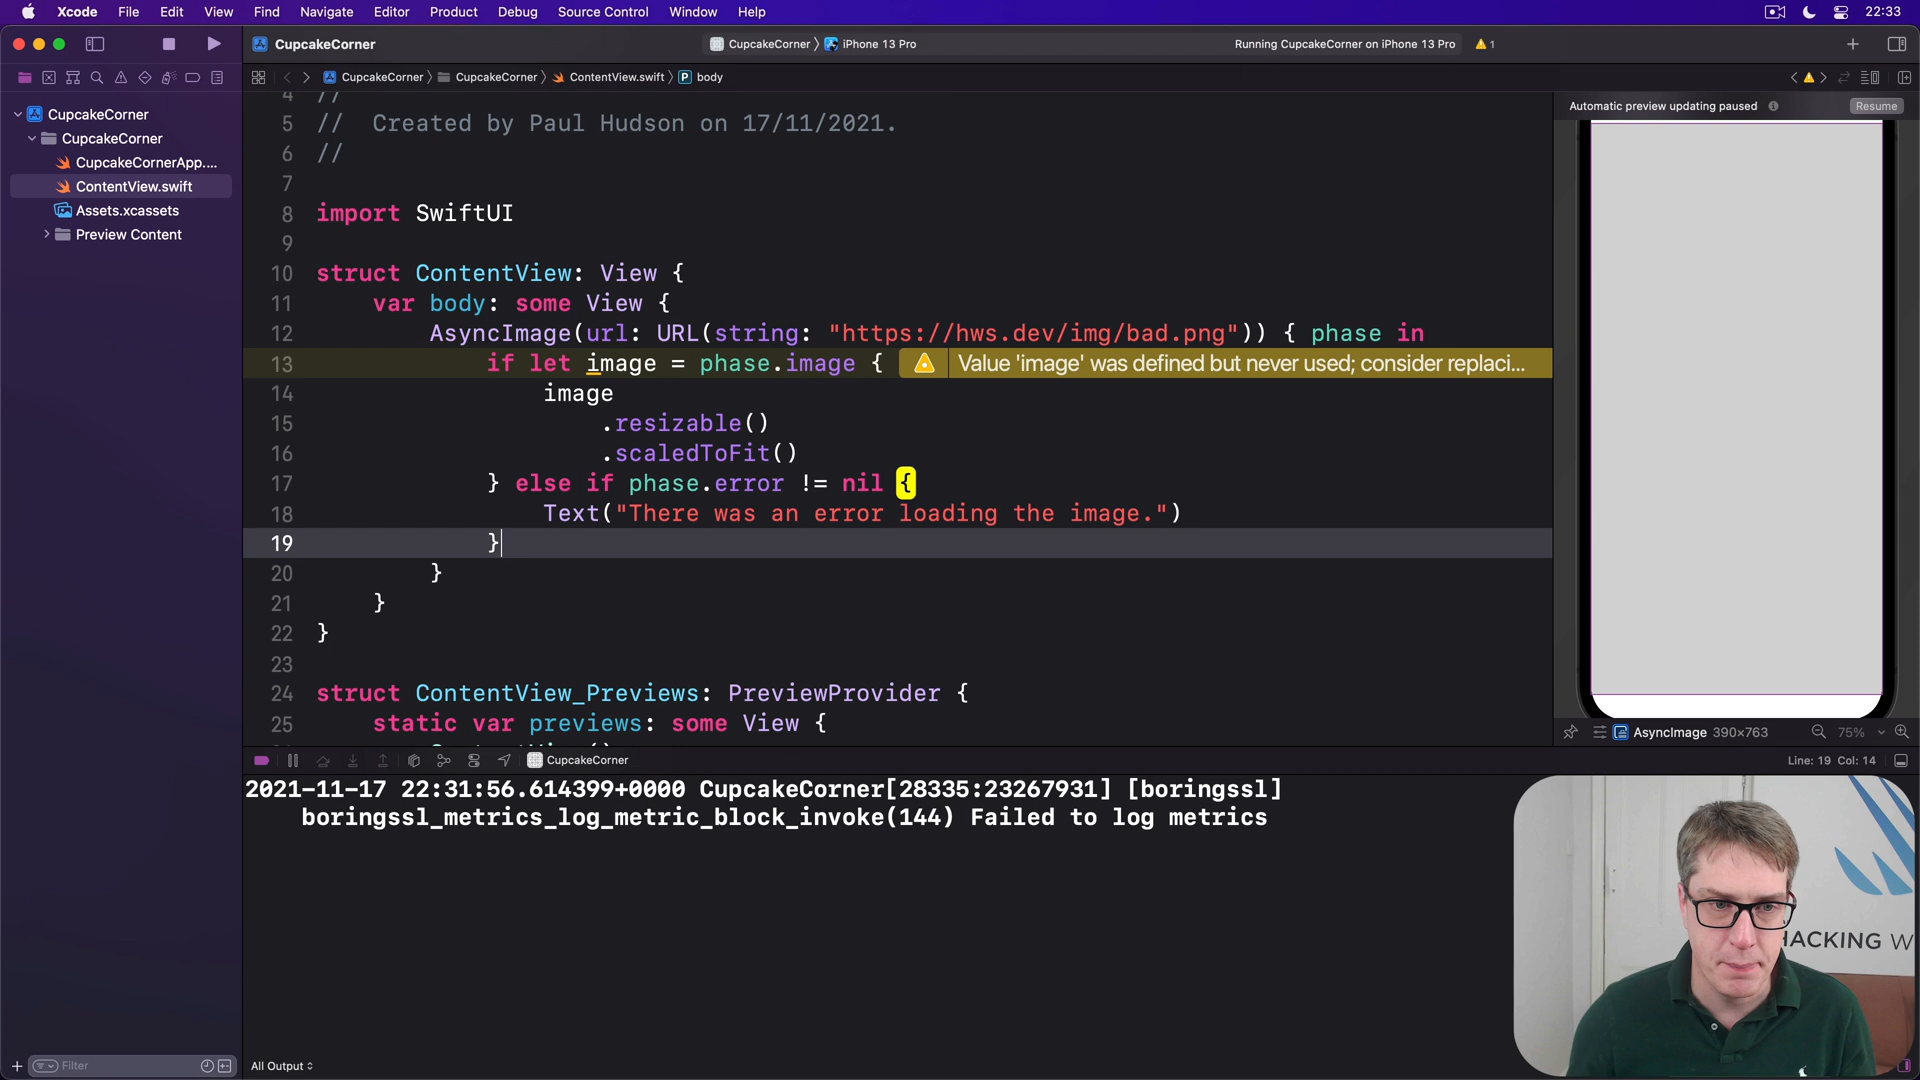 Xcode File Edit View Find Navigate Editor Product Debug Source Control Window Help 22:33
CupcakeCorner CupcakeCorner iPhone 13 Pro Running CupcakeCorner on iPhone 13 Pro 1
CupcakeCorner CupcakeCorner ContentView.swift P body
CupcakeCorner
CupcakeCorner
CupcakeCornerApp....
ContentView.swift
Assets.xcassets
Preview Content
Filter
4 //
5 // Created by Paul Hudson on 17/11/2021.
6 //
7
8 import SwiftUI
9
10 struct ContentView: View {
11 var body: some View {
12 AsyncImage(url: URL(string: "https://hws.dev/img/bad.png")) { phase in
13 if let image = phase.image { Value 'image' was defined but never used; consider replaci...
14 image
15 .resizable()
16 .scaledToFit()
17 } else if phase.error != nil {
18 Text("There was an error loading the image.")
19 }
20 }
21 }
22 }
23
24 struct ContentView_Previews: PreviewProvider {
25 static var previews: some View {
Automatic preview updating paused Resume
AsyncImage 390×763 75%
CupcakeCorner Line: 19 Col: 14
2021-11-17 22:31:56.614399+0000 CupcakeCorner[28335:23267931] [boringssl]
boringssl_metrics_log_metric_block_invoke(144) Failed to log metrics
HACKING W
All Output